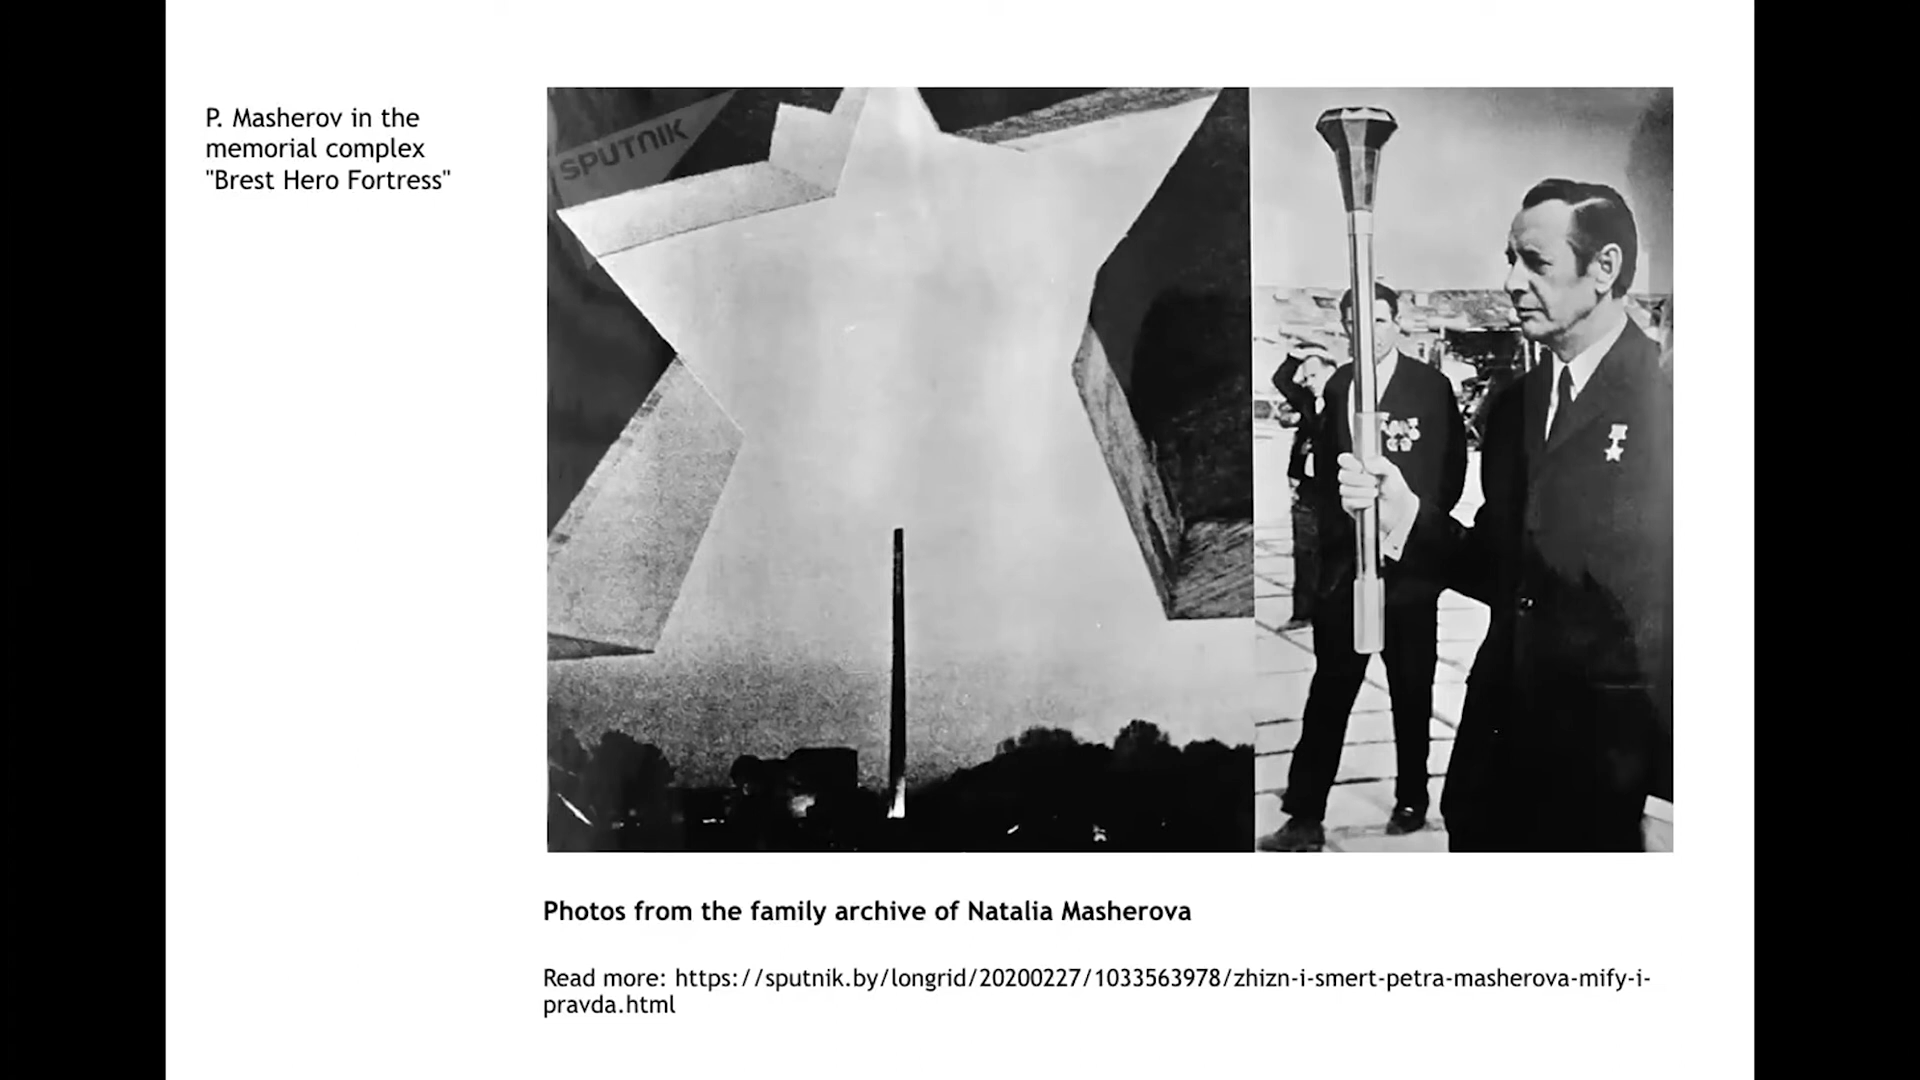 P. Masherov in the
memorial complex
"Brest Hero Fortress"
SPUTNIK
Photos from the family archive of Natalia Masherova
Read more: https://sputnik.by/longrid/20200227/1033563978/zhizn-i-smert-petra-masherova-mify-i-
pravda.html